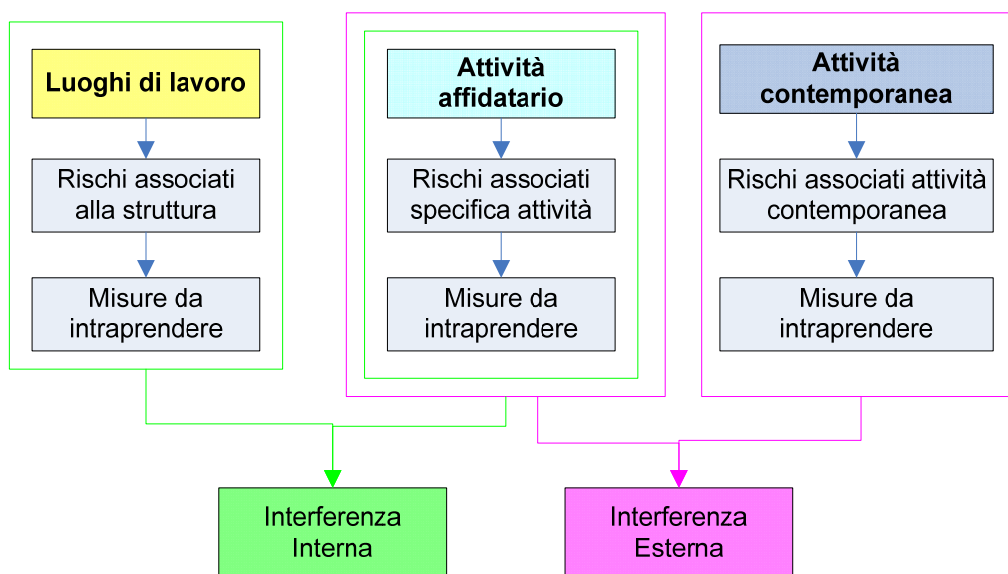 Luoghi di lavoro
Attività
affidatario
Attività
contemporanea
Rischi associati
alla struttura
Rischi associati
specifica attività
Rischi associati attività
contemporanea
Misure da
intraprendere
Misure da
intraprendere
Misure da
intraprendere
Interferenza
Interna
Interferenza
Esterna